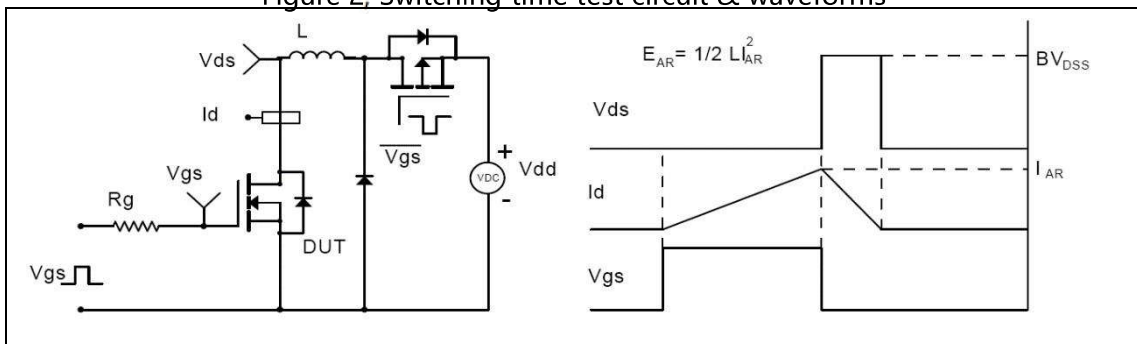 Figure 2, Switching time test circuit & waveforms
L
Vds
Id
Vgs
Rg
Vgs
DUT
Vgs
+
VDC
Vdd
-
E_AR = 1/2 LI_AR^2
BV_DSS
Vds
I_AR
Id
Vgs